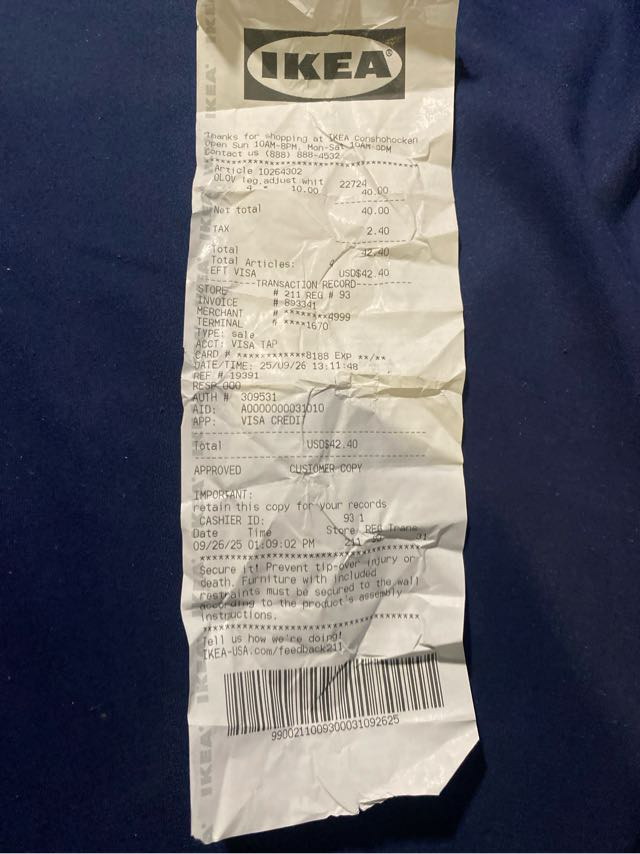 IKEA
Thanks for shopping at IKEA Conshohocken
Open Sun 10AM-8PM, Mon-Sat 10AM-
Contact us (888) 888-4532
Article 10264302
OLOV leg,adjust whit 22724
4 10.00 40.00
Net total 40.00
TAX 2.40
Total 42.40
Total Articles:
EFT VISA USD$42.40
TRANSACTION RECORD
STORE # 211 REG # 93
INVOICE # 893341
MERCHANT # ********4999
TERMINAL # ****1670
TYPE: sale
ACCT: VISA TAP
CARD # ************8188 EXP **/**
DATE/TIME: 25/09/26 13:11:48
REF # 19391
RESP 000
AUTH # 309531
AID: A0000000031010
APP: VISA CREDIT
Total USD$42.40
APPROVED CUSTOMER COPY
IMPORTANT:
retain this copy for your records
CASHIER ID: 93 1
Date Time Store REG Trans
09/26/25 01:09:02 PM 211 31
Secure it! Prevent tip-over injury or
death. Furniture with included
restraints must be secured to the wall
according to the product's assembly
instructions.
Tell us how we're doing!
IKEA-USA.com/feedback211
9900211009300031092625